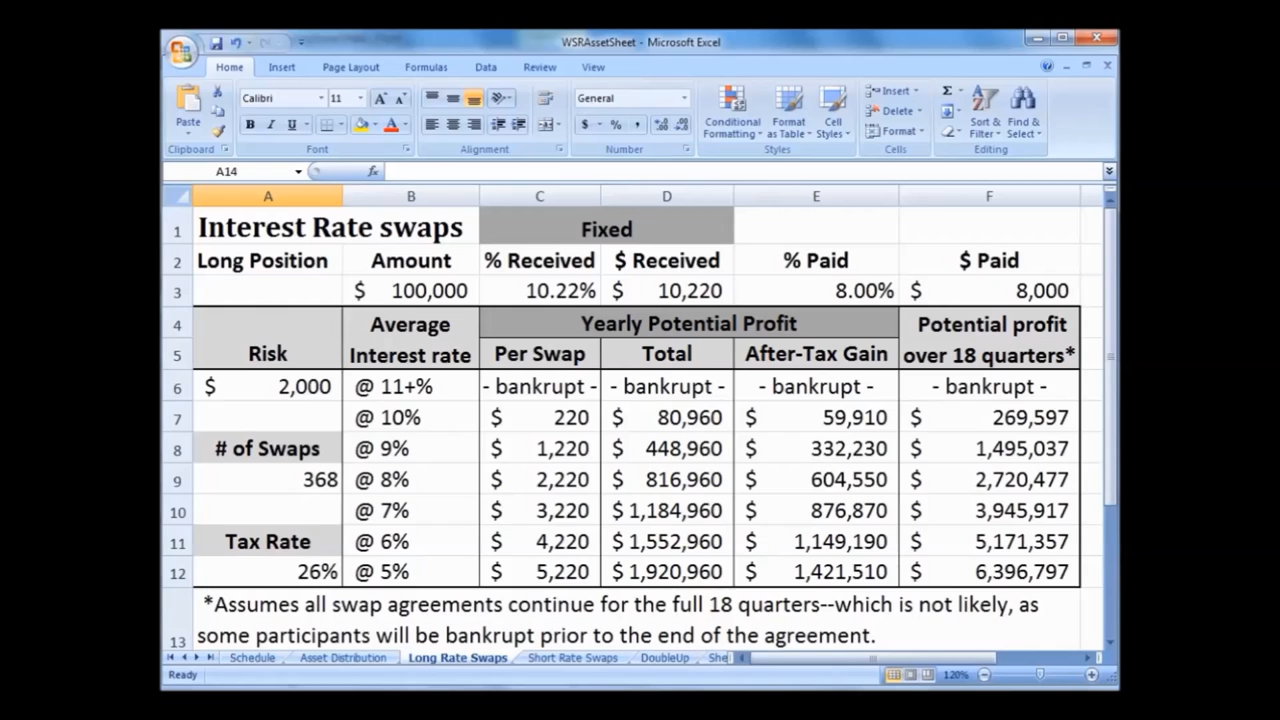 WSRAssetSheet - Microsoft Excel
Home Insert Page Layout Formulas Data Review View
Calibri 11 General
Paste B I U $ % , Conditional Formatting Format as Table Cell Styles Insert Delete Format Σ Sort & Filter Find & Select
Clipboard Font Alignment Number Styles Cells Editing
A14 fx
A B C D E F
1 Interest Rate swaps Fixed
2 Long Position Amount % Received $ Received % Paid $ Paid
3 $ 100,000 10.22% $ 10,220 8.00% $ 8,000
4 Average Yearly Potential Profit Potential profit
5 Risk Interest rate Per Swap Total After-Tax Gain over 18 quarters*
6 $ 2,000 @ 11+% - bankrupt - - bankrupt - - bankrupt - - bankrupt -
7 @ 10% $ 220 $ 80,960 $ 59,910 $ 269,597
8 # of Swaps @ 9% $ 1,220 $ 448,960 $ 332,230 $ 1,495,037
9 368 @ 8% $ 2,220 $ 816,960 $ 604,550 $ 2,720,477
10 @ 7% $ 3,220 $ 1,184,960 $ 876,870 $ 3,945,917
11 Tax Rate @ 6% $ 4,220 $ 1,552,960 $ 1,149,190 $ 5,171,357
12 26% @ 5% $ 5,220 $ 1,920,960 $ 1,421,510 $ 6,396,797
*Assumes all swap agreements continue for the full 18 quarters--which is not likely, as
13 some participants will be bankrupt prior to the end of the agreement.
Schedule Asset Distribution Long Rate Swaps Short Rate Swaps DoubleUp She
Ready 120%